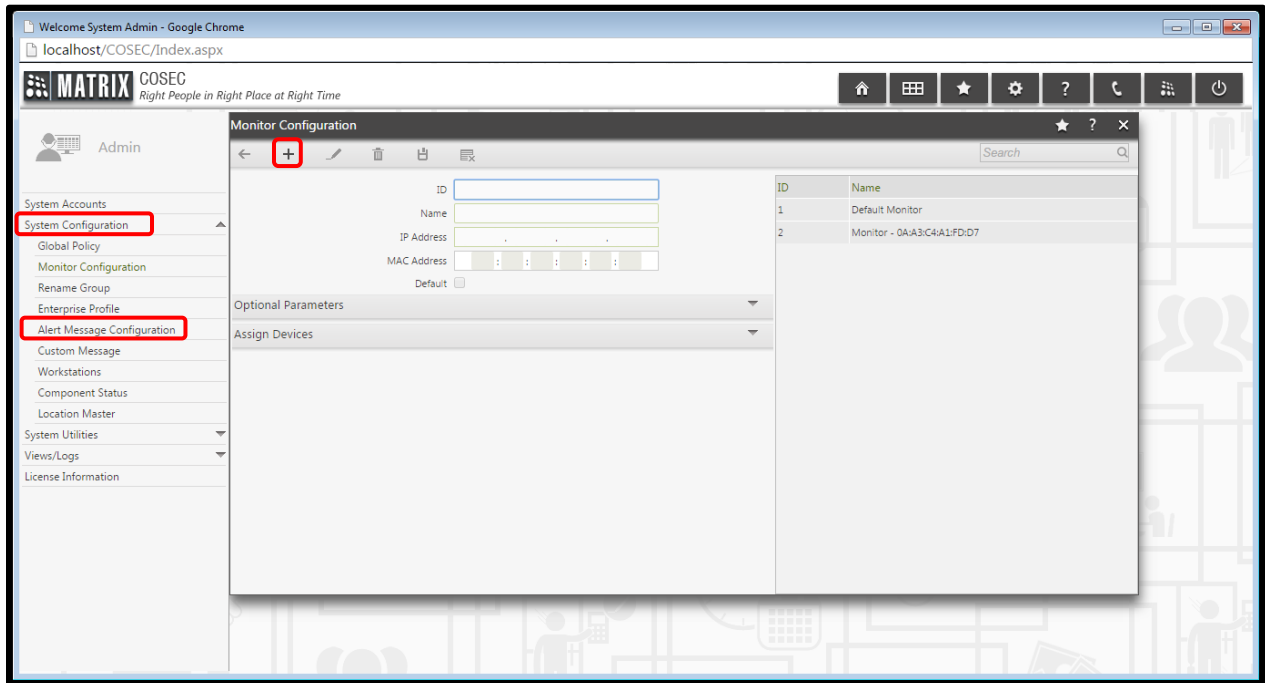 Welcome System Admin - Google Chrome
localhost/COSEC/Index.aspx
MATRIX COSEC
Right People in Right Place at Right Time
?
Admin
System Accounts
System Configuration
Global Policy
Monitor Configuration
Rename Group
Enterprise Profile
Alert Message Configuration
Custom Message
Workstations
Component Status
Location Master
System Utilities
Views/Logs
License Information
Monitor Configuration
?
Search
ID
Name
IP Address . . .
MAC Address : : : : :
Default
Optional Parameters
Assign Devices
ID Name
1 Default Monitor
2 Monitor - 0A:A3:C4:A1:FD:D7